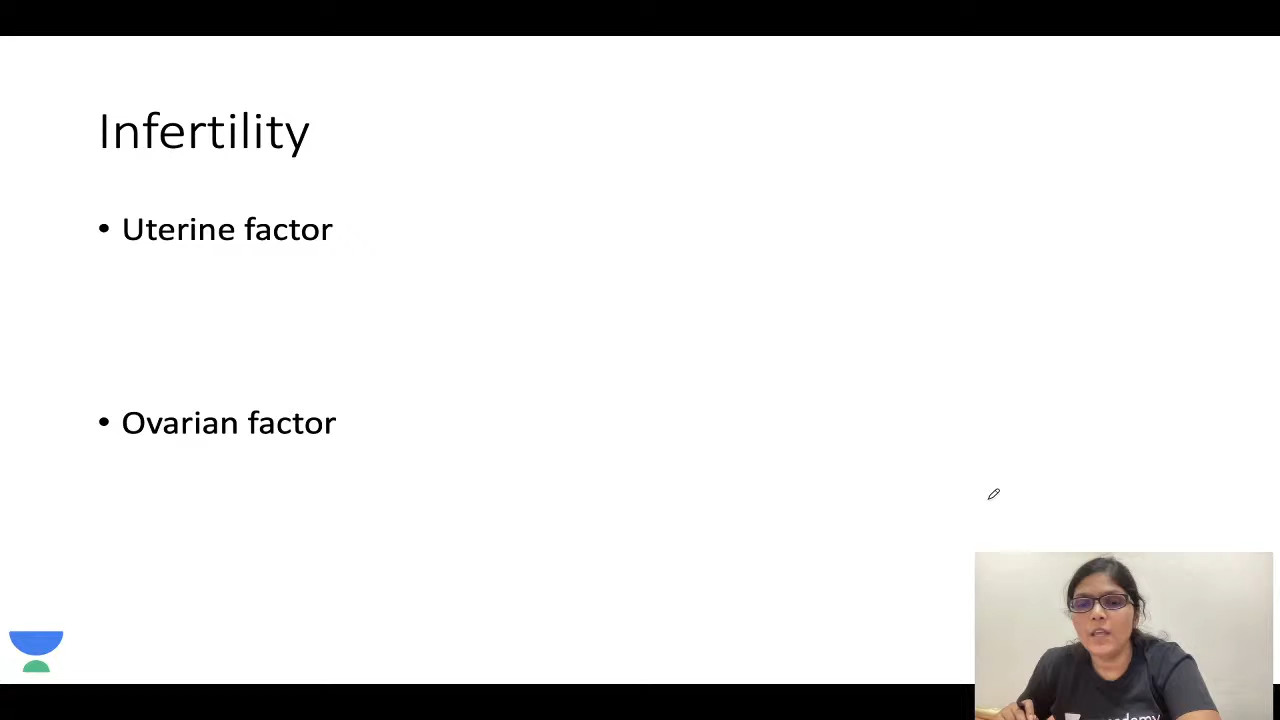 Infertility
• Uterine factor
• Ovarian factor